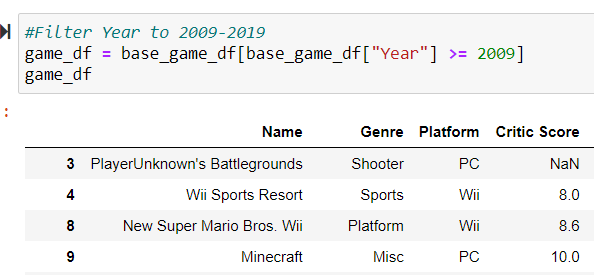 #Filter Year to 2009-2019
game_df = base_game_df[base_game_df["Year"] >= 2009]
game_df
:
Name Genre Platform Critic Score
3 PlayerUnknown's Battlegrounds Shooter PC NaN
4 Wii Sports Resort Sports Wii 8.0
8 New Super Mario Bros. Wii Platform Wii 8.6
9 Minecraft Misc PC 10.0